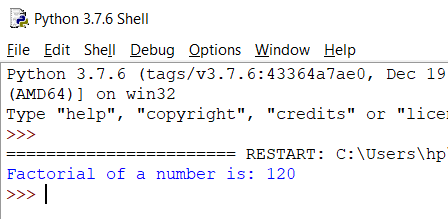 Python 3.7.6 Shell
File Edit Shell Debug Options Window Help
Python 3.7.6 (tags/v3.7.6:43364a7ae0, Dec 19
(AMD64)] on win32
Type "help", "copyright", "credits" or "lice
>>>
======================= RESTART: C:\Users\hp
Factorial of a number is: 120
>>>